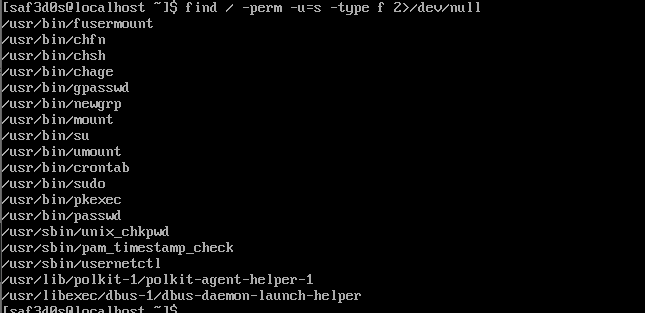 [saf3d0s@localhost ~]$ find / -perm -u=s -type f 2>/dev/null
/usr/bin/fusermount
/usr/bin/chfn
/usr/bin/chsh
/usr/bin/chage
/usr/bin/gpasswd
/usr/bin/newgrp
/usr/bin/mount
/usr/bin/su
/usr/bin/umount
/usr/bin/crontab
/usr/bin/sudo
/usr/bin/pkexec
/usr/bin/passwd
/usr/sbin/unix_chkpwd
/usr/sbin/pam_timestamp_check
/usr/sbin/usernetctl
/usr/lib/polkit-1/polkit-agent-helper-1
/usr/libexec/dbus-1/dbus-daemon-launch-helper
[saf3d0s@localhost ~]$